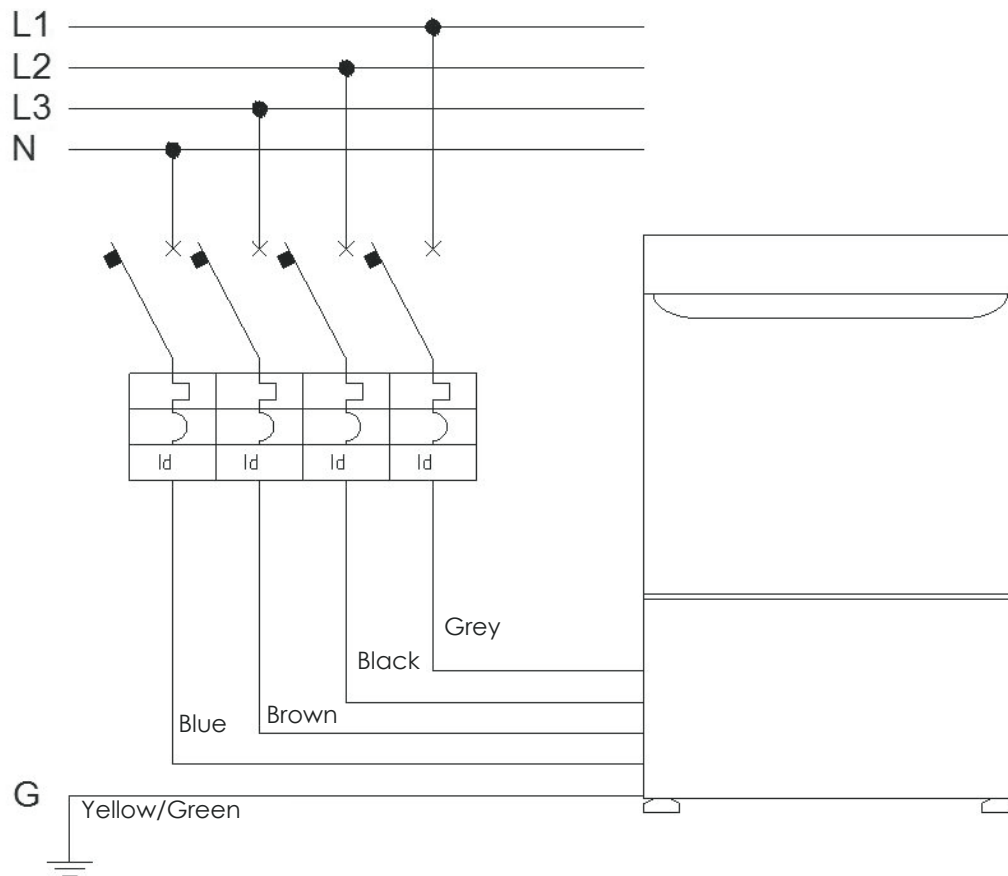 L1
L2
L3
N
Id Id Id Id
Grey
Black
Brown
Blue
G
Yellow/Green